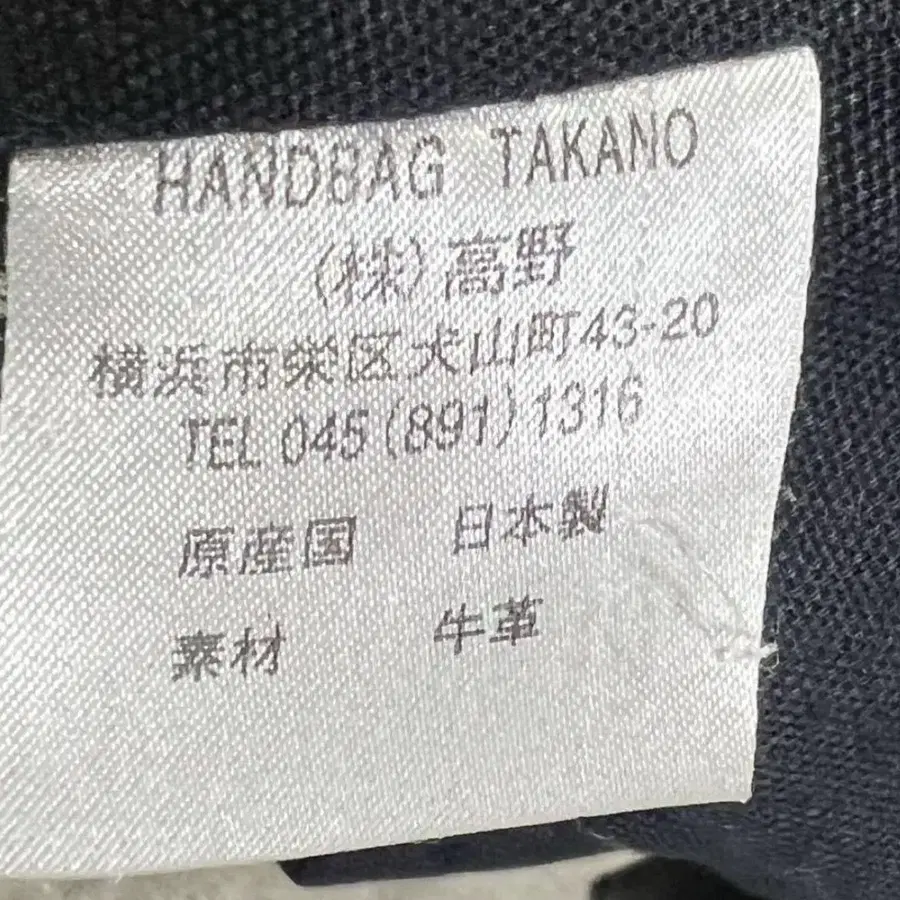 HANDBAG TAKANO
(株)高野
横浜市栄区犬山町43-20
TEL 045(891)1316
原産国 日本製
素材 牛革